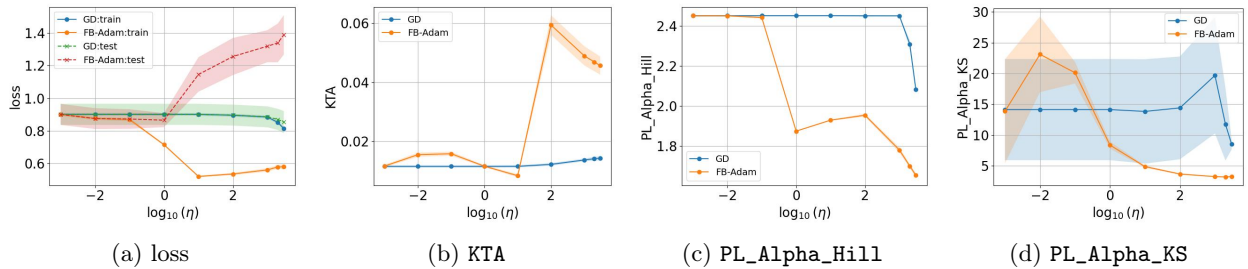 loss
1.4
1.2
1.0
0.8
0.6
GD:train
FB-Adam:train
GD:test
FB-Adam:test
−2
0
2
log₁₀ (η)
(a) loss
KTA
0.06
0.04
0.02
GD
FB-Adam
−2
0
2
log₁₀ (η)
(b) KTA
PL_Alpha_Hill
2.4
2.2
2.0
1.8
GD
FB-Adam
−2
0
2
log₁₀ (η)
(c) PL_Alpha_Hill
PL_Alpha_KS
30
25
20
15
10
5
GD
FB-Adam
−2
0
2
log₁₀ (η)
(d) PL_Alpha_KS